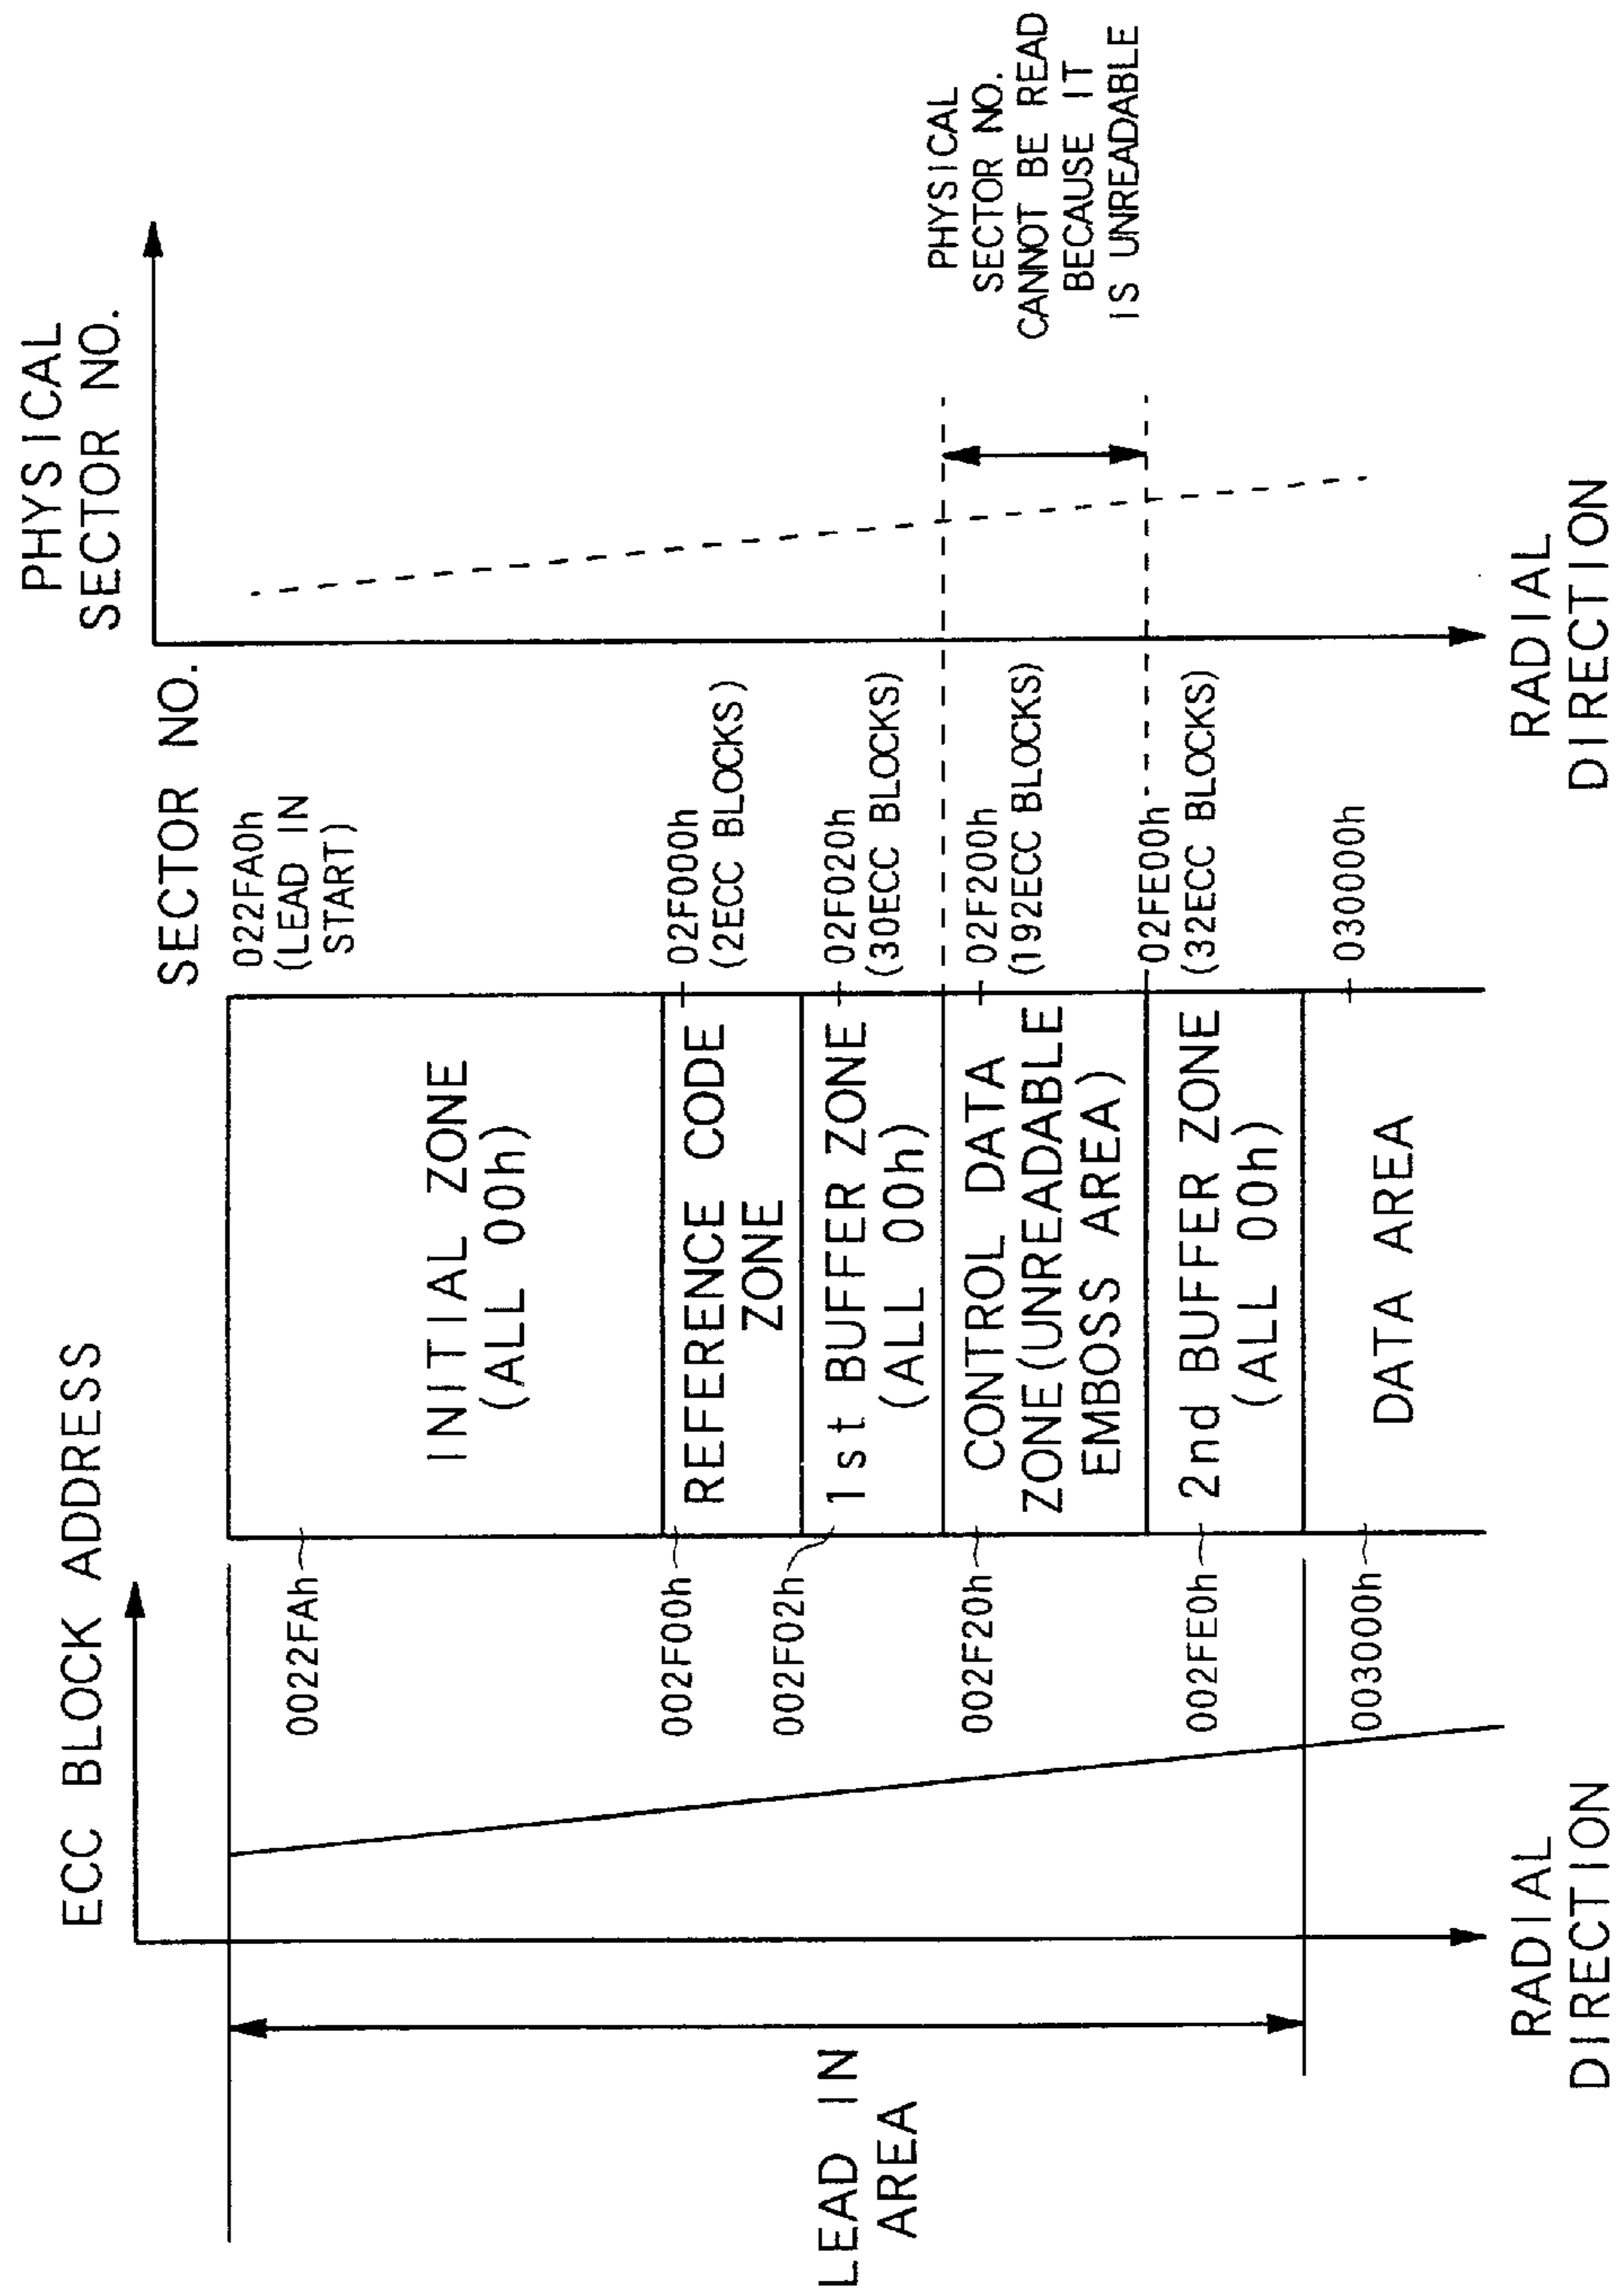 PHYSICAL
SECTOR NO.
SECTOR NO.
ECC BLOCK ADDRESS
LEAD IN
AREA
0022FAh
002F00h
002F02h
002F20h
002FE0h
003000h
INITIAL ZONE
(ALL 00h)
REFERENCE CODE
ZONE
1st BUFFER ZONE
(ALL 00h)
CONTROL DATA
ZONE(UNREADABLE
EMBOSS AREA)
2nd BUFFER ZONE
(ALL 00h)
DATA AREA
022FA0h
(LEAD IN
START)
02F000h
(2ECC BLOCKS)
02F020h
(30ECC BLOCKS)
02F200h
(192ECC BLOCKS)
02FE00h
(32ECC BLOCKS)
030000h
PHYSICAL
SECTOR NO.
CANNOT BE READ
BECAUSE IT
IS UNREADABLE
RADIAL
DIRECTION
RADIAL
DIRECTION